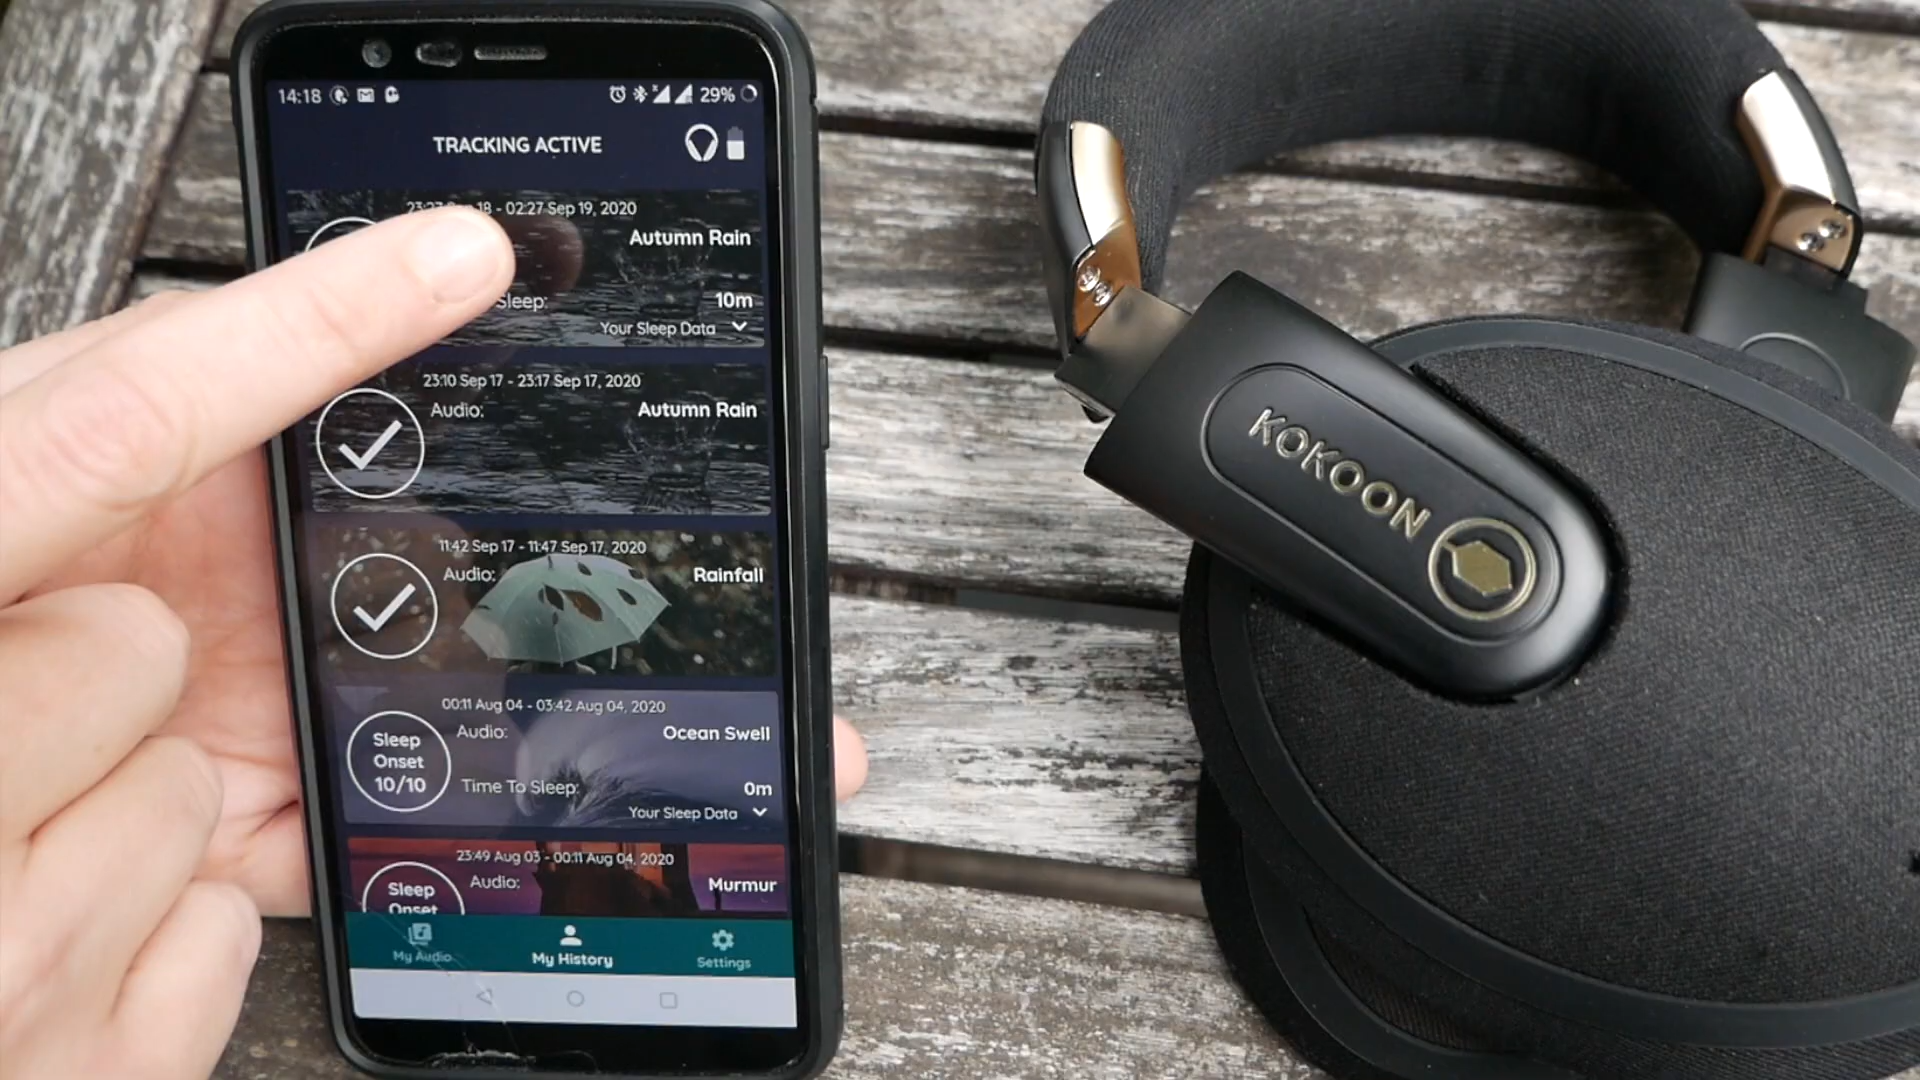 14:18 29%
TRACKING ACTIVE
18 - 02:27 Sep 19, 2020
Autumn Rain
Sleep: 10m
Your Sleep Data
23:10 Sep 17 - 23:17 Sep 17, 2020
Audio: Autumn Rain
11:42 Sep 17 - 11:47 Sep 17, 2020
Audio: Rainfall
00:11 Aug 04 - 03:42 Aug 04, 2020
Audio: Ocean Swell
Sleep
Onset
10/10
Time To Sleep: 0m
Your Sleep Data
23:49 Aug 03 - 00:11 Aug 04, 2020
Audio: Murmur
Sleep
Onset
My Audio My History Settings
KOKOON